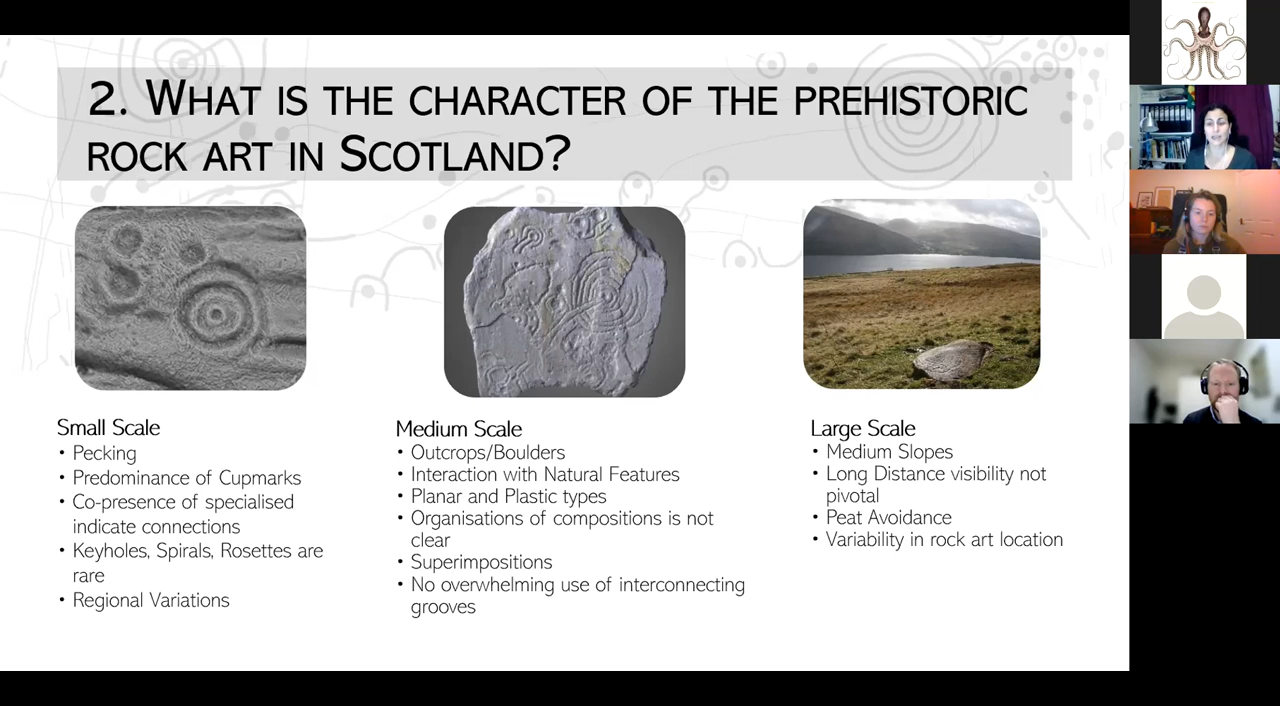 2. What is the character of the prehistoric
rock art in Scotland?
Small Scale
• Pecking
• Predominance of Cupmarks
• Co-presence of specialised
indicate connections
• Keyholes, Spirals, Rosettes are
rare
• Regional Variations
Medium Scale
• Outcrops/Boulders
• Interaction with Natural Features
• Planar and Plastic types
• Organisations of compositions is not
clear
• Superimpositions
• No overwhelming use of interconnecting
grooves
Large Scale
• Medium Slopes
• Long Distance visibility not
pivotal
• Peat Avoidance
• Variability in rock art location